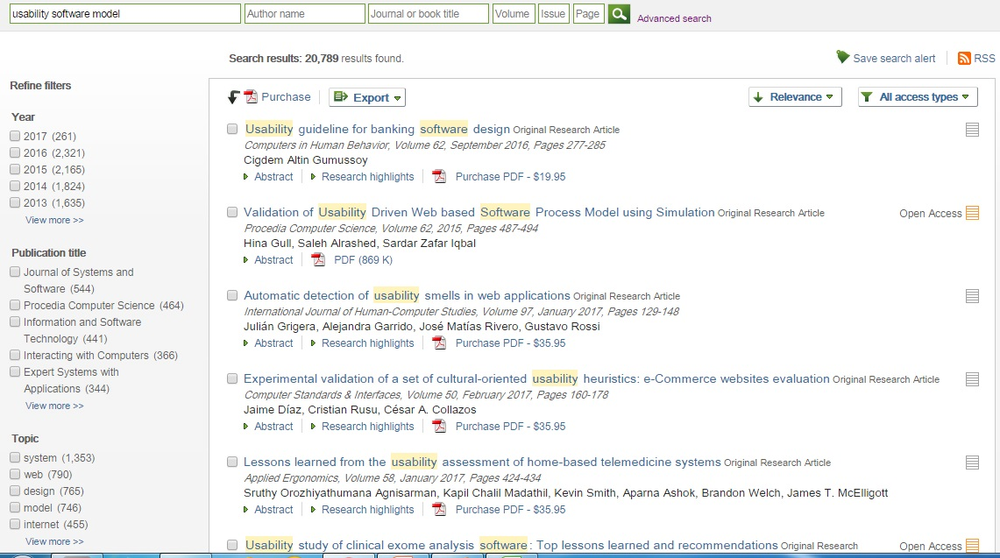 usability software model Author name Journal or book title Volume Issue Page Advanced search
Search results: 20,789 results found. Save search alert RSS
Refine filters
Year
2017 (261)
2016 (2,321)
2015 (2,165)
2014 (1,824)
2013 (1,635)
View more >>
Publication title
Journal of Systems and
Software (544)
Procedia Computer Science (464)
Information and Software
Technology (441)
Interacting with Computers (366)
Expert Systems with
Applications (344)
View more >>
Topic
system (1,353)
web (790)
design (765)
model (746)
internet (455)
View more >>
Purchase Export Relevance All access types
Usability guideline for banking software design Original Research Article
Computers in Human Behavior, Volume 62, September 2016, Pages 277-285
Cigdem Altin Gumussoy
Abstract Research highlights Purchase PDF - $19.95
Validation of Usability Driven Web based Software Process Model using Simulation Original Research Article Open Access
Procedia Computer Science, Volume 62, 2015, Pages 487-494
Hina Gull, Saleh Alrashed, Sardar Zafar Iqbal
Abstract PDF (869 K)
Automatic detection of usability smells in web applications Original Research Article
International Journal of Human-Computer Studies, Volume 97, January 2017, Pages 129-148
Julián Grigera, Alejandra Garrido, José Matías Rivero, Gustavo Rossi
Abstract Research highlights Purchase PDF - $35.95
Experimental validation of a set of cultural-oriented usability heuristics: e-Commerce websites evaluation Original Research Article
Computer Standards & Interfaces, Volume 50, February 2017, Pages 160-178
Jaime Díaz, Cristian Rusu, César A. Collazos
Abstract Research highlights Purchase PDF - $35.95
Lessons learned from the usability assessment of home-based telemedicine systems Original Research Article
Applied Ergonomics, Volume 58, January 2017, Pages 424-434
Sruthy Orozhiyathumana Agnisarman, Kapil Chalil Madathil, Kevin Smith, Aparna Ashok, Brandon Welch, James T. McElligott
Abstract Research highlights Purchase PDF - $35.95
Usability study of clinical exome analysis software: Top lessons learned and recommendations Original Research Open Access